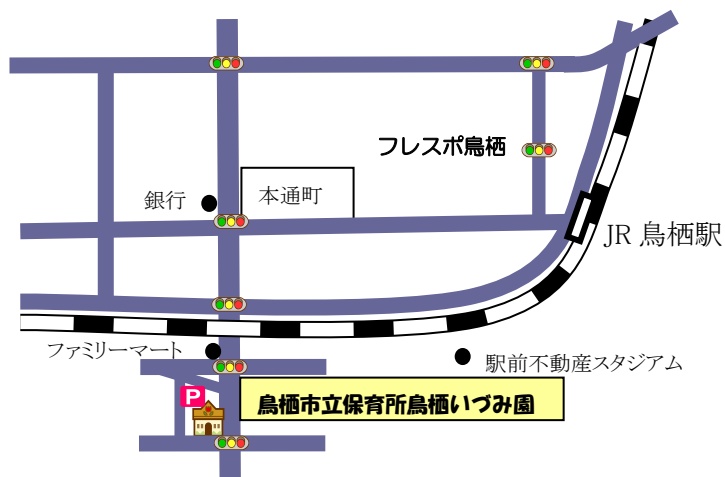 フレスポ鳥栖
銀行
本通町
JR 鳥栖駅
ファミリーマート
駅前不動産スタジアム
P
鳥栖市立保育所鳥栖いづみ園